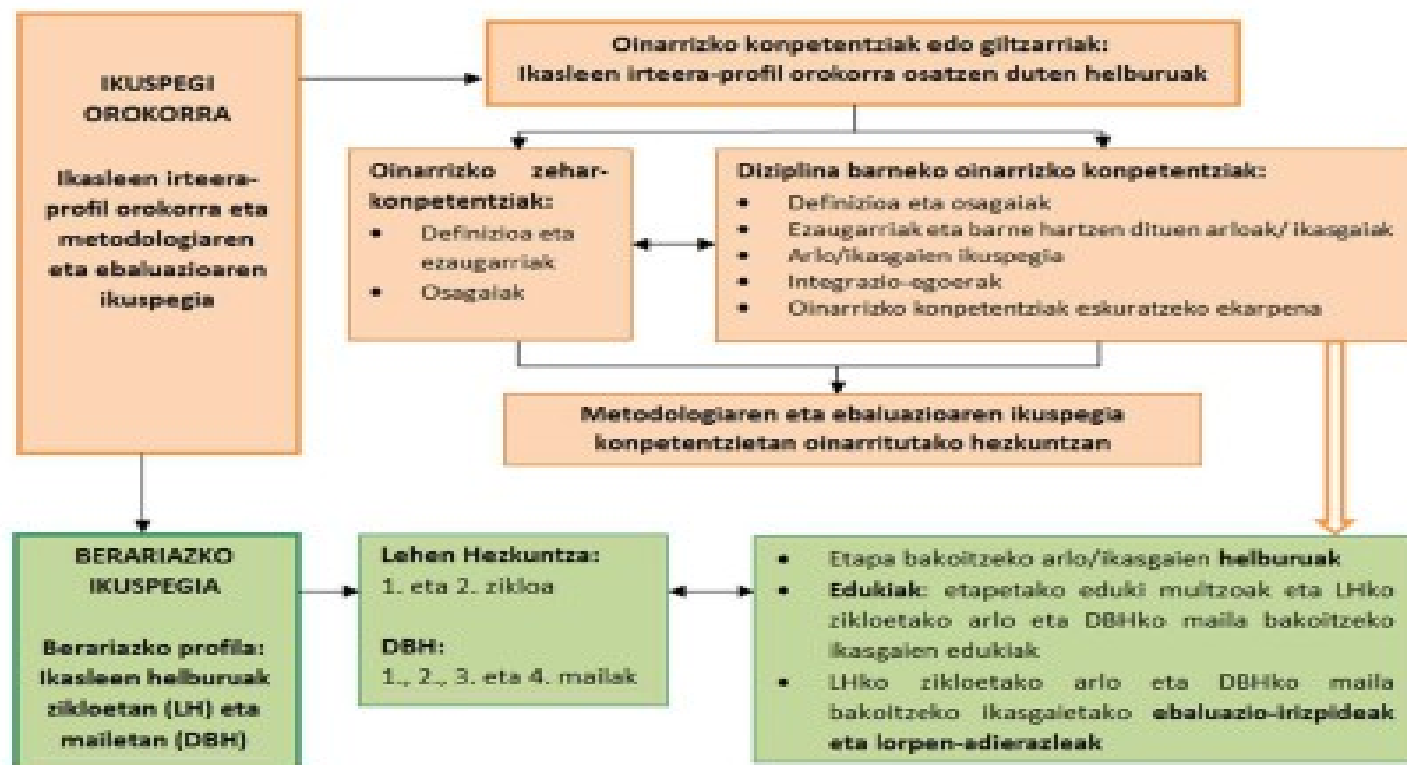 IKUSPEGI
OROKORRA
Ikasleen irteera-
profil orokorra eta
metodologiaren
eta ebaluazioaren
ikuspegia
Oinarrizko konpetentziak edo giltzarriak:
Ikasleen irteera-profil orokorra osatzen duten helburuak
Oinarrizko zehar-
konpetentziak:
• Definizioa eta
ezaugarriak
• Osagaiak
Diziplina barneko oinarrizko konpetentziak:
• Definizioa eta osagaiak
• Ezaugarriak eta barne hartzen dituen arloak/ ikasgaiak
• Arlo/ikasgaien ikuspegia
• Integrazio-egoerak
• Oinarrizko konpetentziak eskuratzeko ekarpena
Metodologiaren eta ebaluazioaren ikuspegia
konpetentzietan oinarritutako hezkuntzan
BERARIAZKO
IKUSPEGIA
Berariazko profila:
Ikasleen helburuak
zikloetan (LH) eta
mailetan (DBH)
Lehen Hezkuntza:
1. eta 2. zikloa
DBH:
1., 2., 3. eta 4. mailak
• Etapa bakoitzeko arlo/ikasgaien helburuak
• Edukiak: etapetako eduki multzoak eta LHko
zikloetako arlo eta DBHko maila bakoitzeko
ikasgaien edukiak
• LHko zikloetako arlo eta DBHko maila
bakoitzeko ikasgaietako ebaluazio-irizpideak
eta lorpen-adierazleak